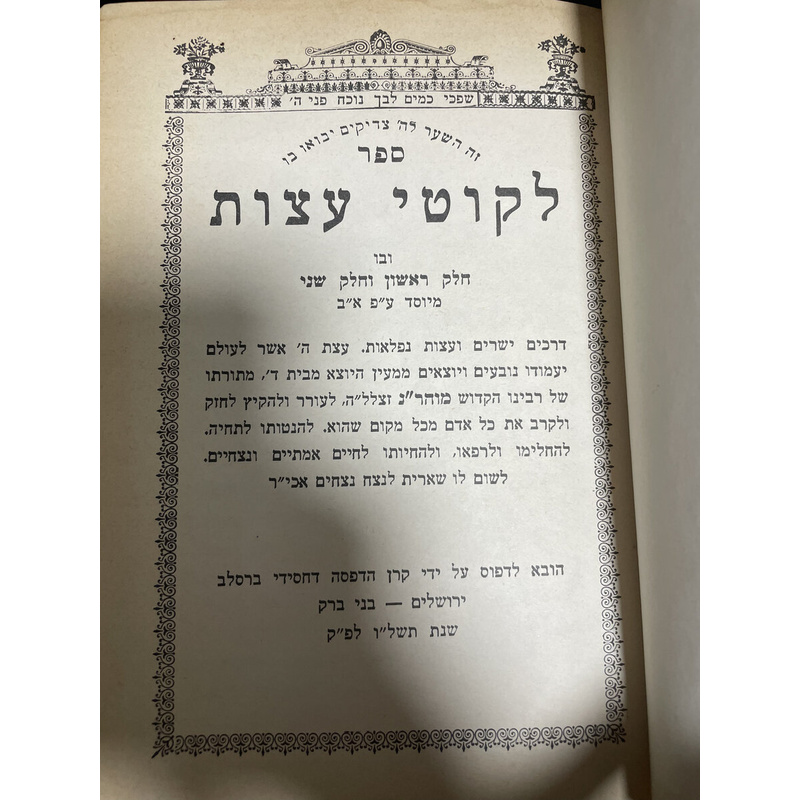 שפכי כמים לבך נוכח פני ה׳
זה השער לה׳ צדיקים יבואו בו
ספר
לקוטי עצות
ובו
חלק ראשון וחלק שני
מיוסד ע״פ א״ב
דרכים ישרים ועצות נפלאות. עצת ה׳ אשר לעולם
יעמודו נובעים ויוצאים ממעין היוצא מבית ד׳, מתורתו
של רבינו הקדוש מוהר״נ זצללה״ה, לעורר ולהקיץ לחזק
ולקרב את כל אדם מכל מקום שהוא. להנטותו לתחיה.
להחלימו ולרפאו, ולהחיותו לחיים אמתיים ונצחיים.
לשום לו שארית לנצח נצחים אכי״ר
הובא לדפוס על ידי קרן הדפסה דחסידי ברסלב
ירושלים — בני ברק
שנת תשל״ו לפ״ק